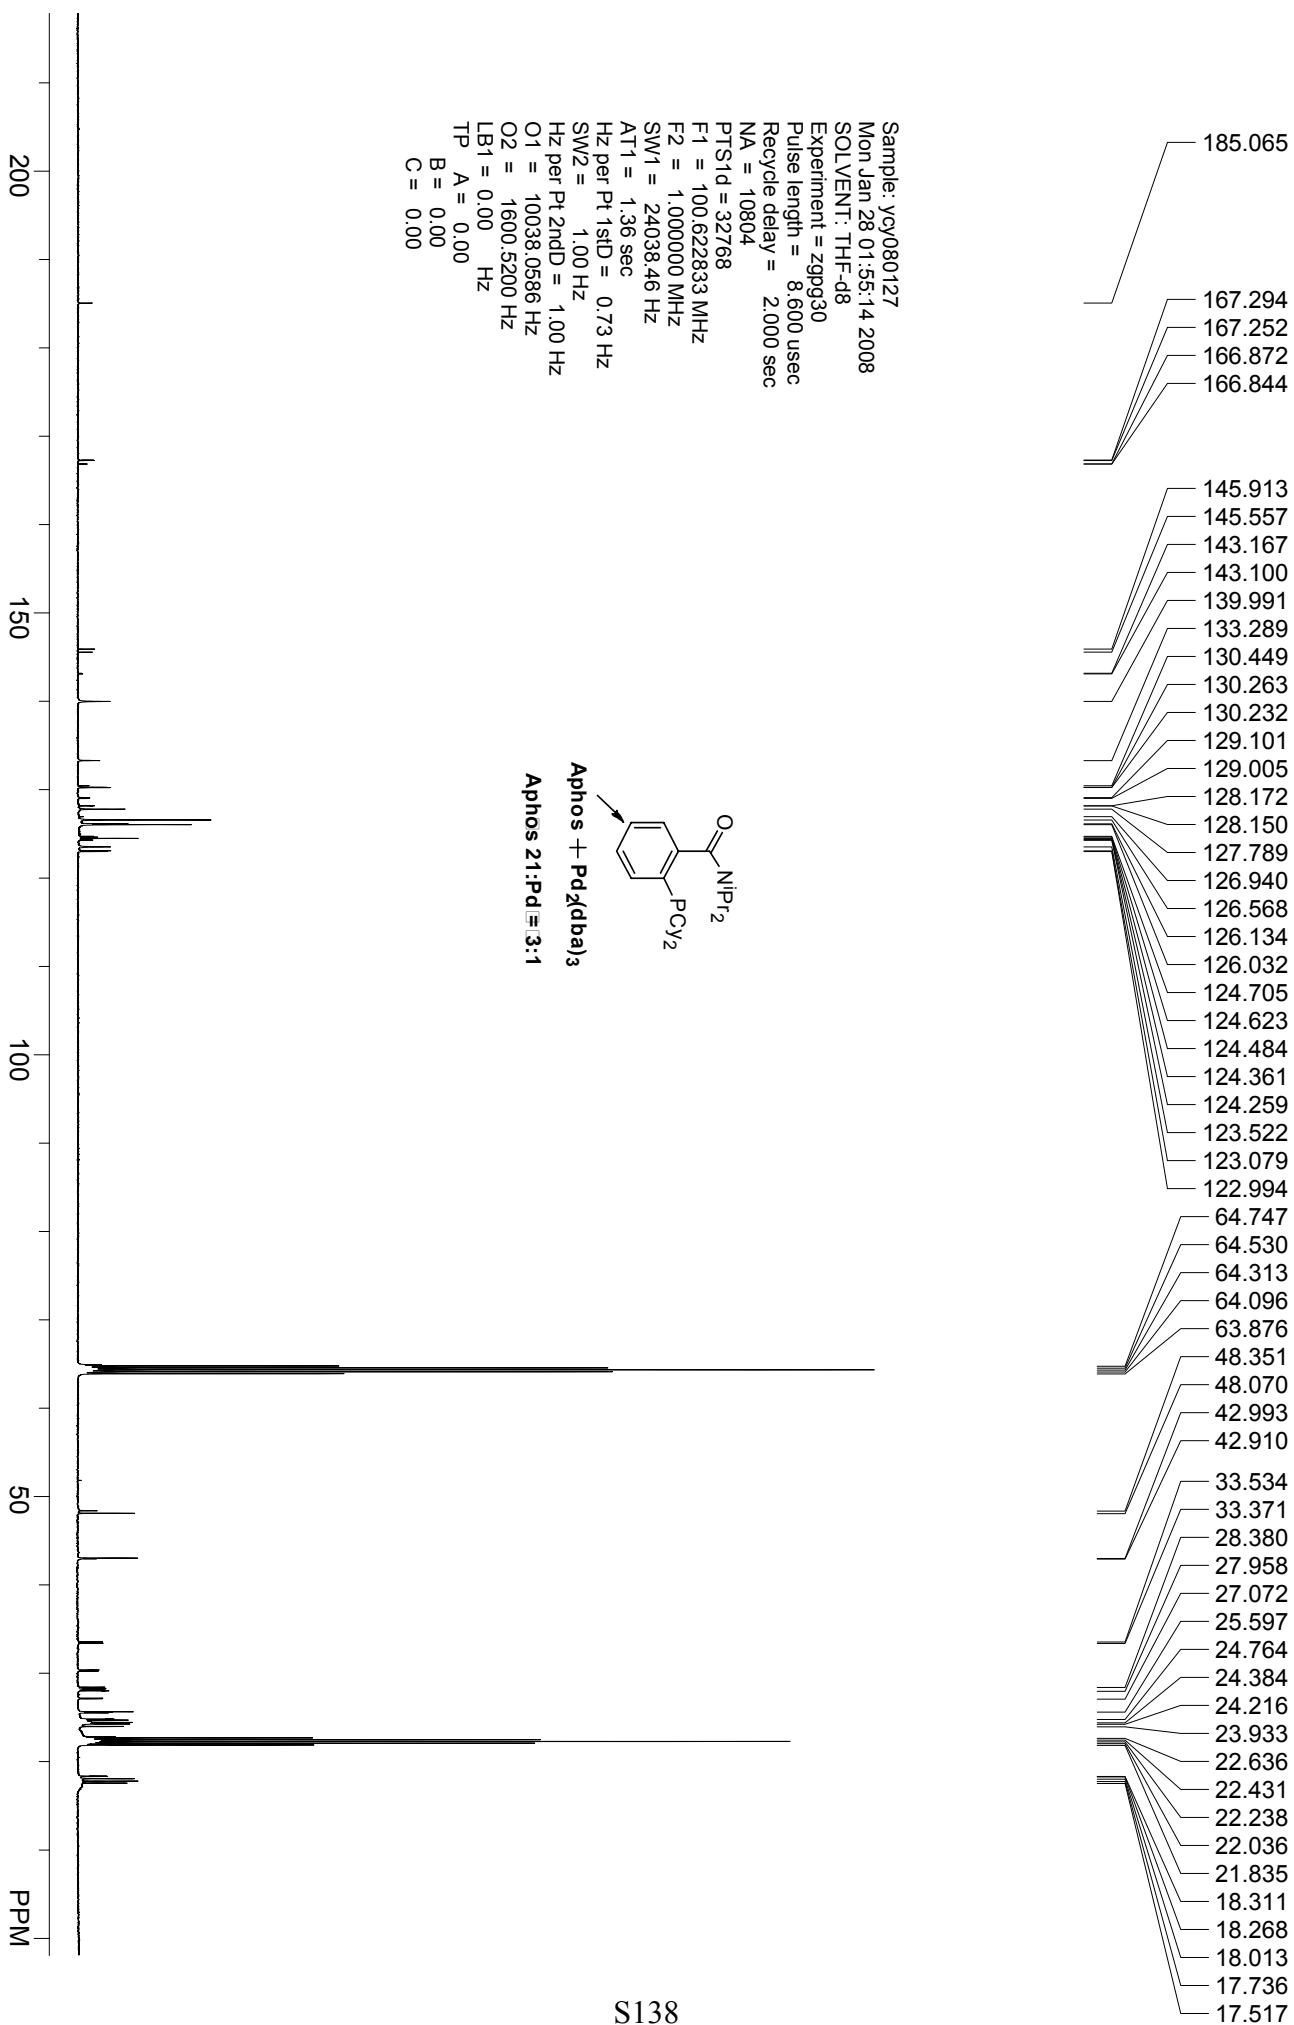 185.065
167.294
167.252
166.872
166.844
145.913
145.557
143.167
143.100
139.991
133.289
130.449
130.263
130.232
129.101
129.005
128.172
128.150
127.789
126.940
126.568
126.134
126.032
124.705
124.623
124.484
124.361
124.259
123.522
123.079
122.994
64.747
64.530
64.313
64.096
63.876
48.351
48.070
42.993
42.910
33.534
33.371
28.380
27.958
27.072
25.597
24.764
24.384
24.216
23.933
22.636
22.431
22.238
22.036
21.835
18.311
18.268
18.013
17.736
17.517
Sample: ycy080127
Mon Jan 28 01:55:14 2008
SOLVENT: THF-d8
Experiment = zgpg30
Pulse length = 8.600 usec
Recycle delay = 2.000 sec
NA = 10804
PTS1d = 32768
F1 = 100.622833 MHz
F2 = 1.000000 MHz
SW1 = 24038.46 Hz
AT1 = 1.36 sec
Hz per Pt 1stD = 0.73 Hz
SW2 = 1.00 Hz
Hz per Pt 2ndD = 1.00 Hz
O1 = 10038.0586 Hz
O2 = 1600.5200 Hz
LB1 = 0.00 Hz
TP A = 0.00
B = 0.00
C = 0.00
O
NiPr2
PCy2
Aphos + Pd2(dba)3
Aphos 21:Pd = 3:1
200
150
100
50
PPM
S138